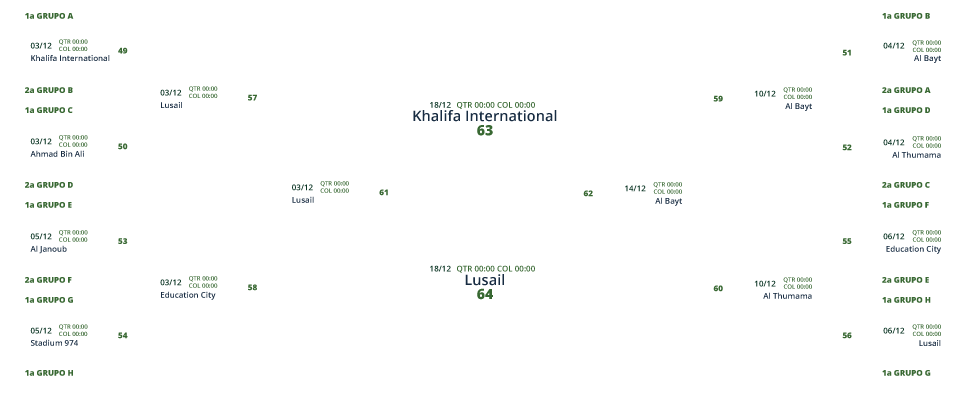 1a GRUPO A
03/12 QTR 00:00 COL 00:00 49
Khalifa International
2a GRUPO B
1a GRUPO C
03/12 QTR 00:00 COL 00:00 50
Ahmad Bin Ali
2a GRUPO D
1a GRUPO E
05/12 QTR 00:00 COL 00:00 53
Al Janoub
2a GRUPO F
1a GRUPO G
05/12 QTR 00:00 COL 00:00 54
Stadium 974
1a GRUPO H
03/12 QTR 00:00 COL 00:00 57
Lusail
03/12 QTR 00:00 COL 00:00 58
Education City
03/12 QTR 00:00 COL 00:00 61
Lusail
18/12 QTR 00:00 COL 00:00
Khalifa International
63
18/12 QTR 00:00 COL 00:00
Lusail
64
62 14/12 QTR 00:00 COL 00:00
Al Bayt
59 10/12 QTR 00:00 COL 00:00
Al Bayt
60 10/12 QTR 00:00 COL 00:00
Al Thumama
1a GRUPO B
51 04/12 QTR 00:00 COL 00:00
Al Bayt
2a GRUPO A
1a GRUPO D
52 04/12 QTR 00:00 COL 00:00
Al Thumama
2a GRUPO C
1a GRUPO F
55 06/12 QTR 00:00 COL 00:00
Education City
2a GRUPO E
1a GRUPO H
56 06/12 QTR 00:00 COL 00:00
Lusail
1a GRUPO G